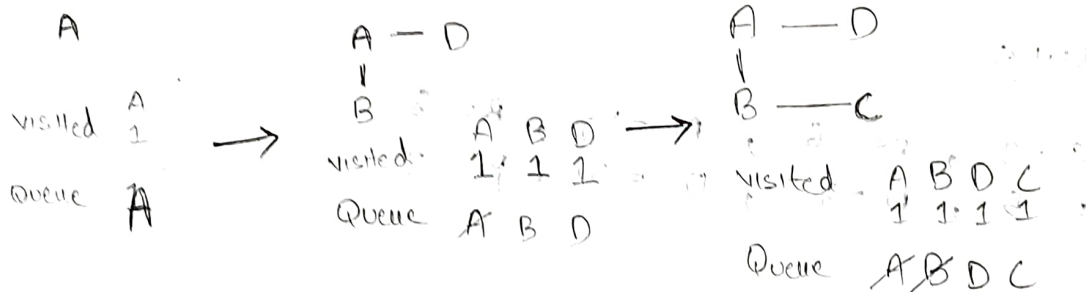 A
Visited A
1
Queue A
A — D
B
Visited. A B D
1 1 1
Queue A B D
A — D
B — C
Visited A B D C
1 1 1 1
Queue A B D C